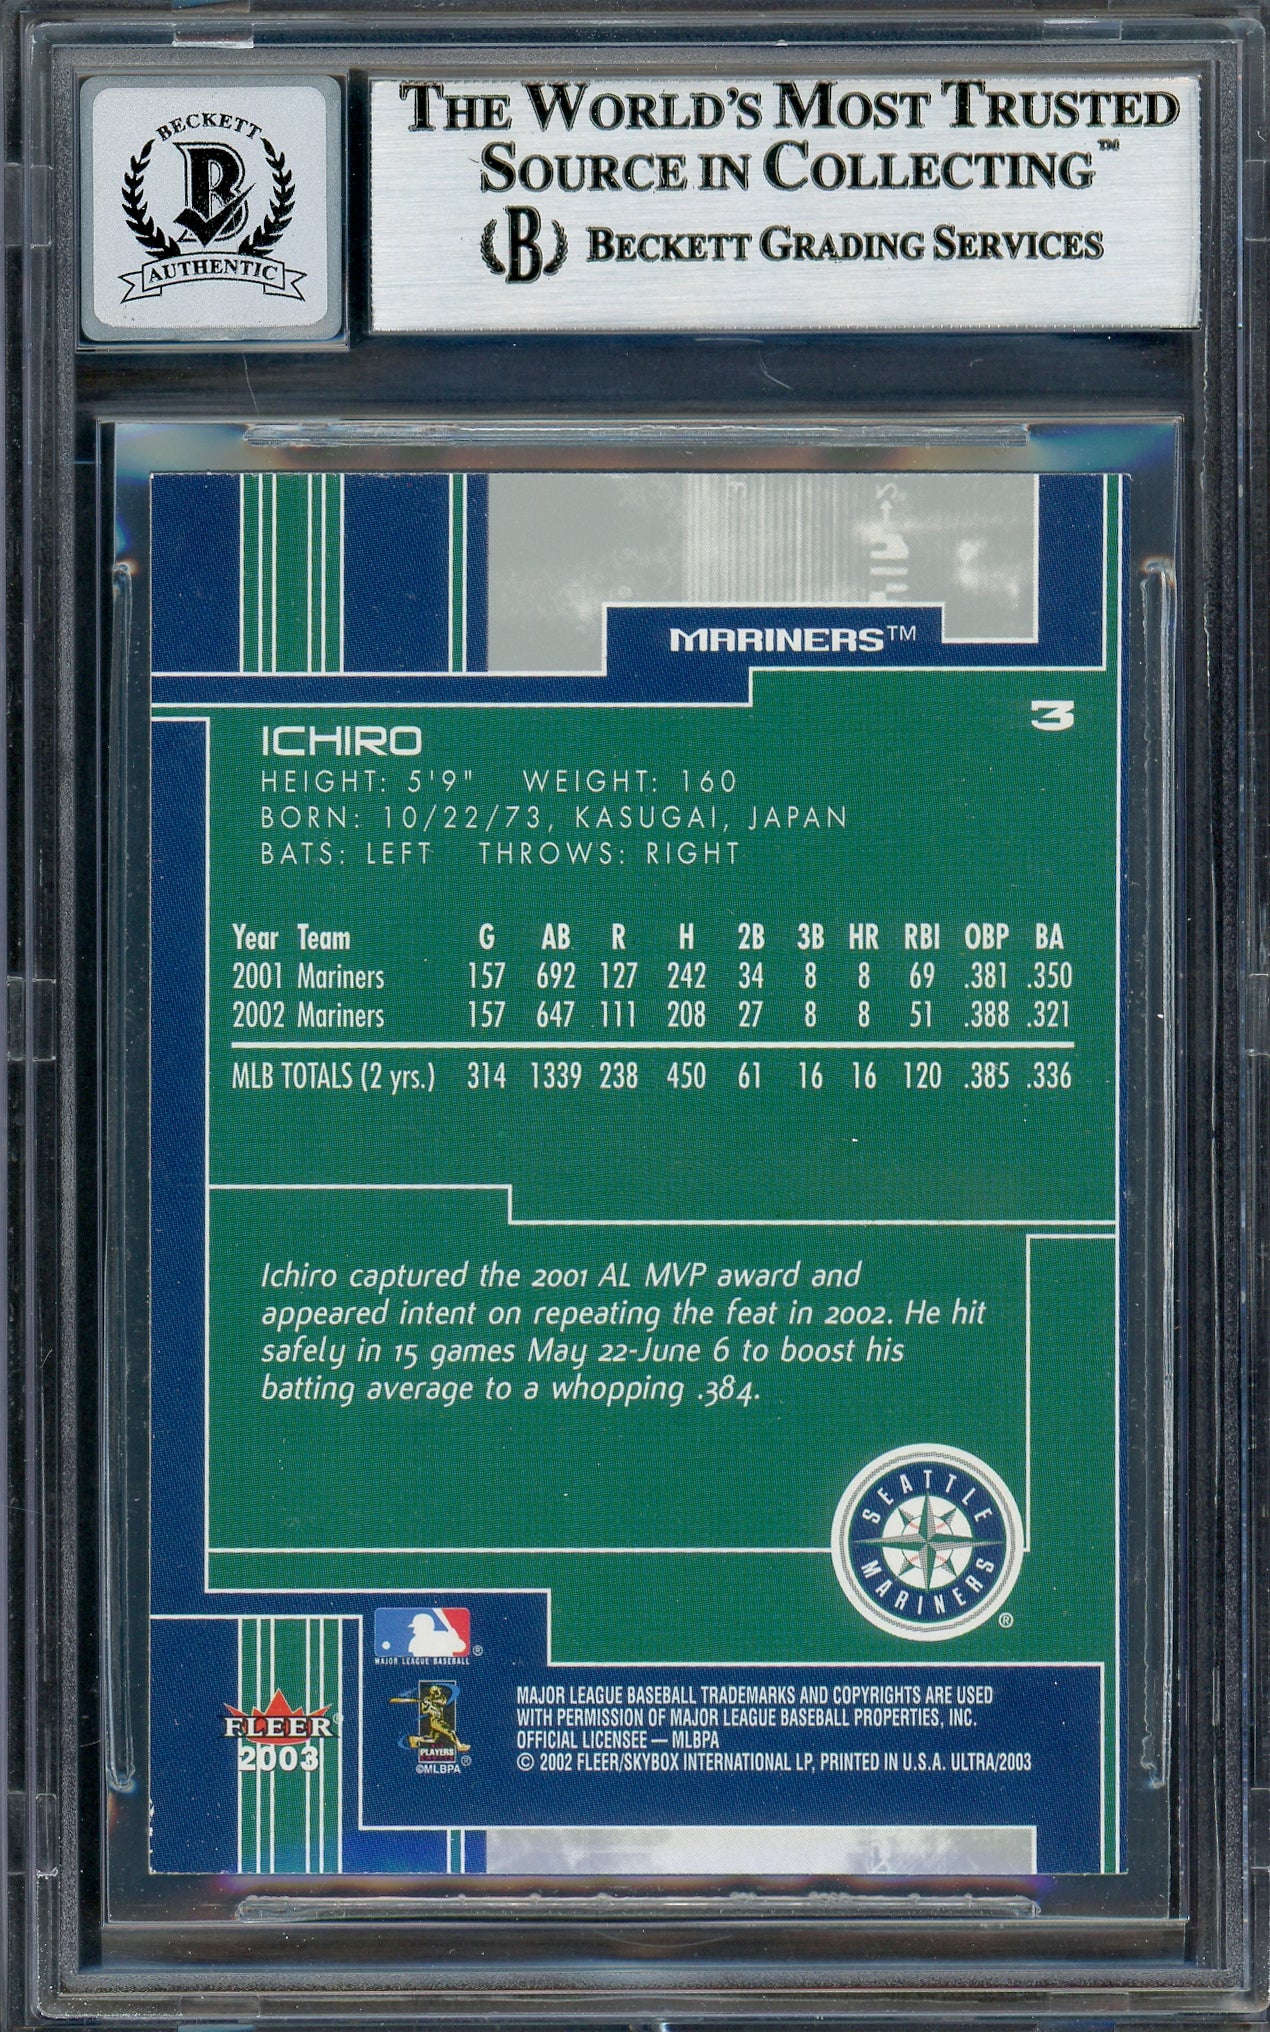 BECKETT
B
AUTHENTIC
THE WORLD'S MOST TRUSTED
SOURCE IN COLLECTING™
B BECKETT GRADING SERVICES
MARINERS™
3
ICHIRO
HEIGHT: 5'9" WEIGHT: 160
BORN: 10/22/73, KASUGAI, JAPAN
BATS: LEFT THROWS: RIGHT
Year Team G AB R H 2B 3B HR RBI OBP BA
2001 Mariners 157 692 127 242 34 8 8 69 .381 .350
2002 Mariners 157 647 111 208 27 8 8 51 .388 .321
MLB TOTALS (2 yrs.) 314 1339 238 450 61 16 16 120 .385 .336
Ichiro captured the 2001 AL MVP award and
appeared intent on repeating the feat in 2002. He hit
safely in 15 games May 22-June 6 to boost his
batting average to a whopping .384.
SEATTLE
MARINERS
®
®
MAJOR LEAGUE BASEBALL
FLEER®
2003
PLAYERS
©MLBPA®
MAJOR LEAGUE BASEBALL TRADEMARKS AND COPYRIGHTS ARE USED
WITH PERMISSION OF MAJOR LEAGUE BASEBALL PROPERTIES, INC.
OFFICIAL LICENSEE — MLBPA
© 2002 FLEER/SKYBOX INTERNATIONAL LP, PRINTED IN U.S.A. ULTRA/2003